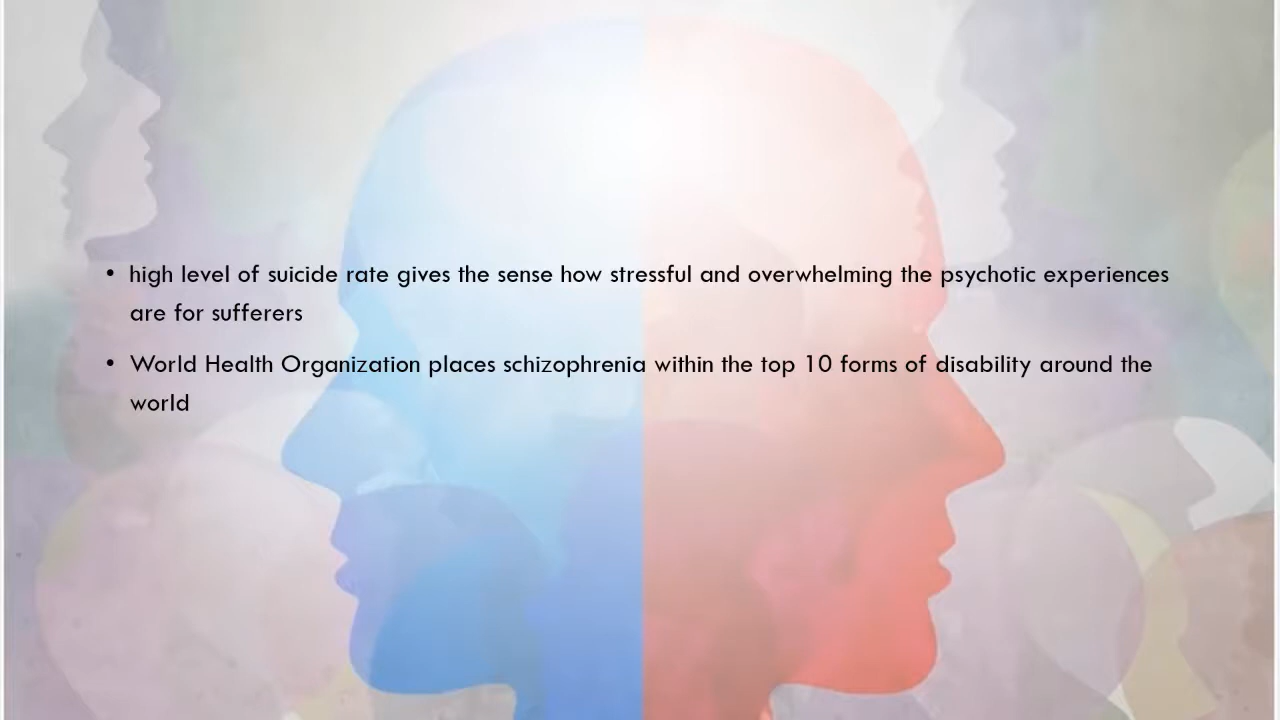 • high level of suicide rate gives the sense how stressful and overwhelming the psychotic experiences
are for sufferers
• World Health Organization places schizophrenia within the top 10 forms of disability around the
world